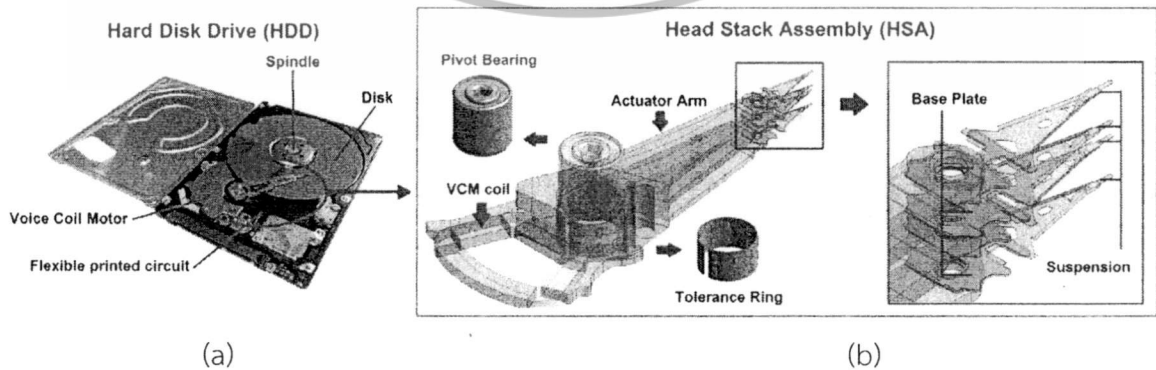 Hard Disk Drive (HDD)
Spindle
Disk
Voice Coil Motor
Flexible printed circuit
(a)
Head Stack Assembly (HSA)
Pivot Bearing
Actuator Arm
VCM coil
Tolerance Ring
Base Plate
Suspension
(b)